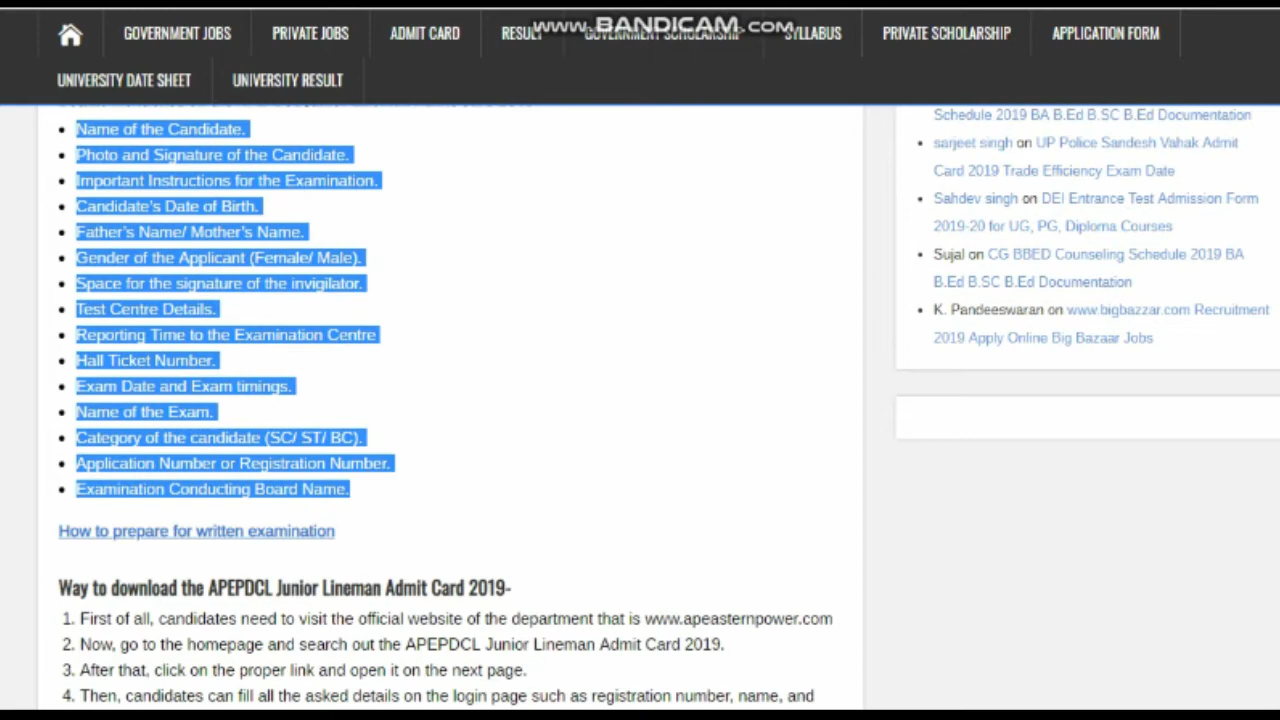 www.BANDICAM.com
GOVERNMENT JOBS PRIVATE JOBS ADMIT CARD RESULT GOVERNMENT SCHOLARSHIP SYLLABUS PRIVATE SCHOLARSHIP APPLICATION FORM
UNIVERSITY DATE SHEET UNIVERSITY RESULT
Name of the Candidate.
Photo and Signature of the Candidate.
Important Instructions for the Examination.
Candidate's Date of Birth.
Father's Name/ Mother's Name.
Gender of the Applicant (Female/ Male).
Space for the signature of the invigilator.
Test Centre Details.
Reporting Time to the Examination Centre
Hall Ticket Number.
Exam Date and Exam timings.
Name of the Exam.
Category of the candidate (SC/ ST/ BC).
Application Number or Registration Number.
Examination Conducting Board Name.
How to prepare for written examination
Way to download the APEPDCL Junior Lineman Admit Card 2019-
1. First of all, candidates need to visit the official website of the department that is www.apeasternpower.com
2. Now, go to the homepage and search out the APEPDCL Junior Lineman Admit Card 2019.
3. After that, click on the proper link and open it on the next page.
4. Then, candidates can fill all the asked details on the login page such as registration number, name, and
Schedule 2019 BA B.Ed B.SC B.Ed Documentation
sarjeet singh on UP Police Sandesh Vahak Admit
Card 2019 Trade Efficiency Exam Date
Sahdev singh on DEI Entrance Test Admission Form
2019-20 for UG, PG, Diploma Courses
Sujal on CG BBED Counseling Schedule 2019 BA
B.Ed B.SC B.Ed Documentation
K. Pandeeswaran on www.bigbazzar.com Recruitment
2019 Apply Online Big Bazaar Jobs